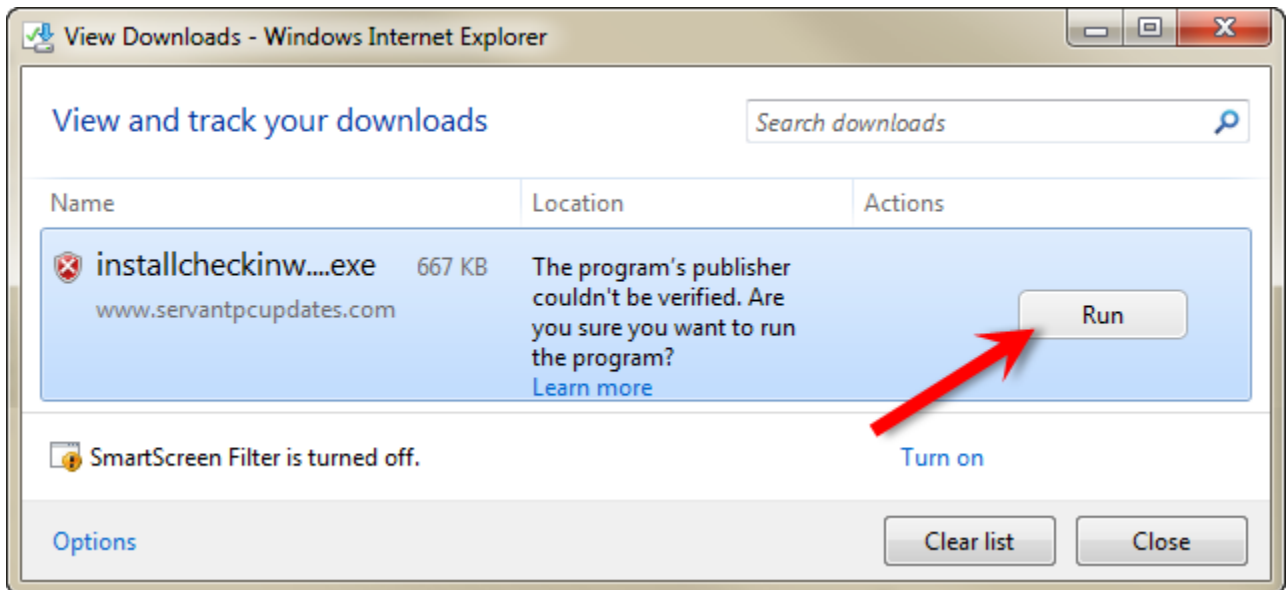 View Downloads - Windows Internet Explorer
View and track your downloads
Search downloads
Name
Location
Actions
installcheckinw....exe
667 KB
www.servantpcupdates.com
The program's publisher
couldn't be verified. Are
you sure you want to run
the program?
Learn more
Run
SmartScreen Filter is turned off.
Turn on
Options
Clear list
Close